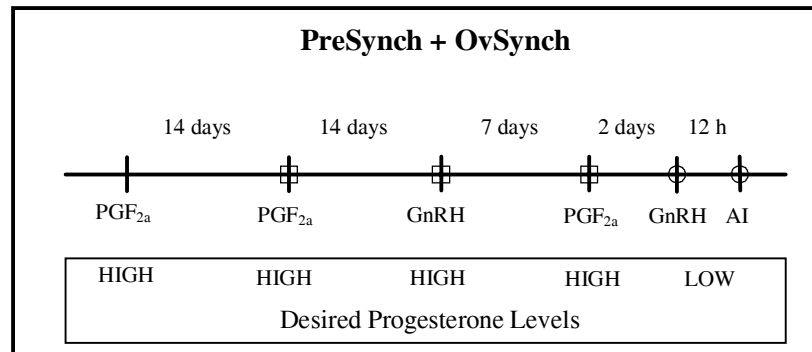 PreSynch + OvSynch
14 days 14 days 7 days 2 days 12 h
PGF2a PGF2a GnRH PGF2a GnRH AI
HIGH HIGH HIGH HIGH LOW
Desired Progesterone Levels